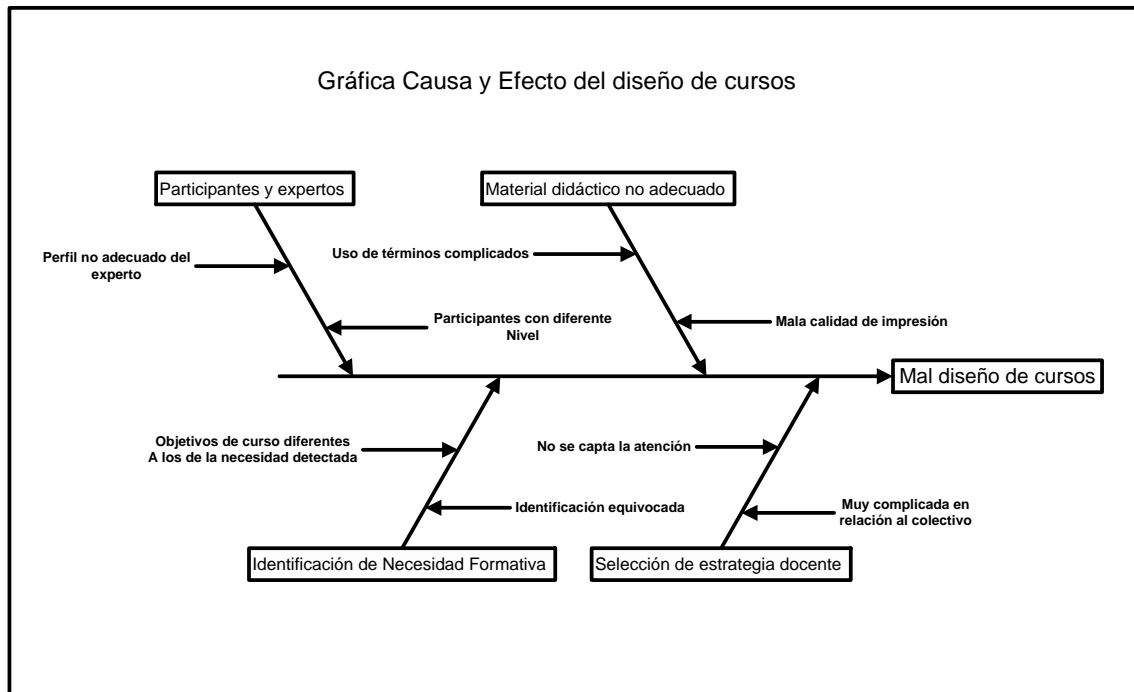 Gráfica Causa y Efecto del diseño de cursos
Participantes y expertos
Material didáctico no adecuado
Perfil no adecuado del
experto
Uso de términos complicados
Participantes con diferente
Nivel
Mala calidad de impresión
Mal diseño de cursos
Objetivos de curso diferentes
A los de la necesidad detectada
No se capta la atención
Identificación equivocada
Muy complicada en
relación al colectivo
Identificación de Necesidad Formativa
Selección de estrategia docente